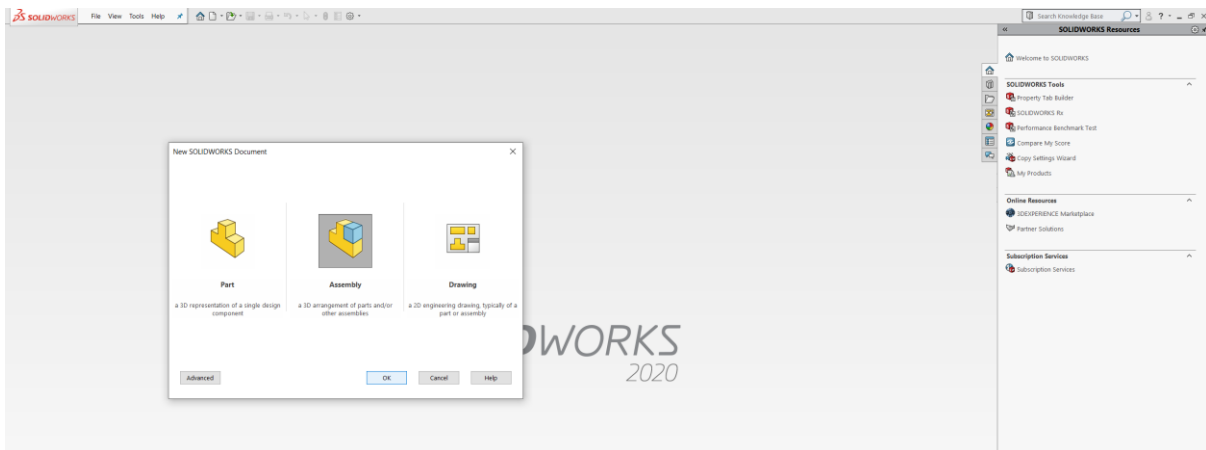 SOLIDWORKS File View Tools Help Search Knowledge Base
SOLIDWORKS Resources
Welcome to SOLIDWORKS
SOLIDWORKS Tools
Property Tab Builder
SOLIDWORKS Rx
Performance Benchmark Test
Compare My Score
Copy Settings Wizard
My Products
Online Resources
3DEXPERIENCE Marketplace
Partner Solutions
Subscription Services
Subscription Services
New SOLIDWORKS Document
Part Assembly Drawing
a 3D representation of a single design a 3D arrangement of parts and/or a 2D engineering drawing, typically of a
component other assemblies part or assembly
Advanced OK Cancel Help
DWORKS
2020